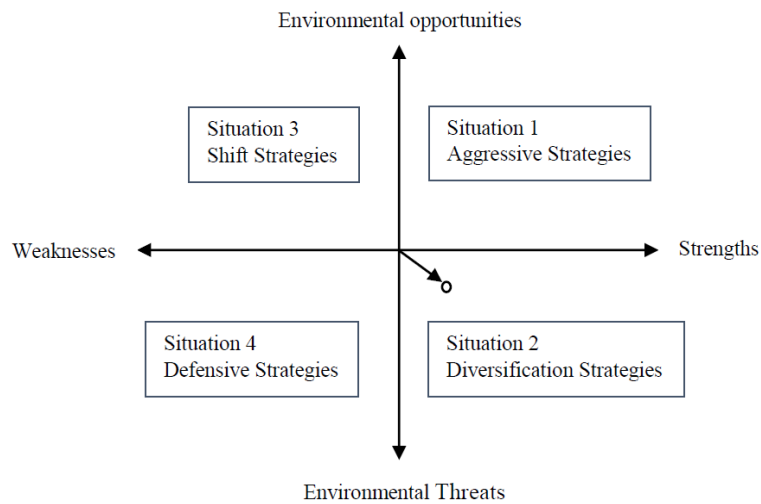 Environmental opportunities
Situation 3
Shift Strategies
Situation 1
Aggressive Strategies
Weaknesses
Strengths
Situation 4
Defensive Strategies
Situation 2
Diversification Strategies
Environmental Threats